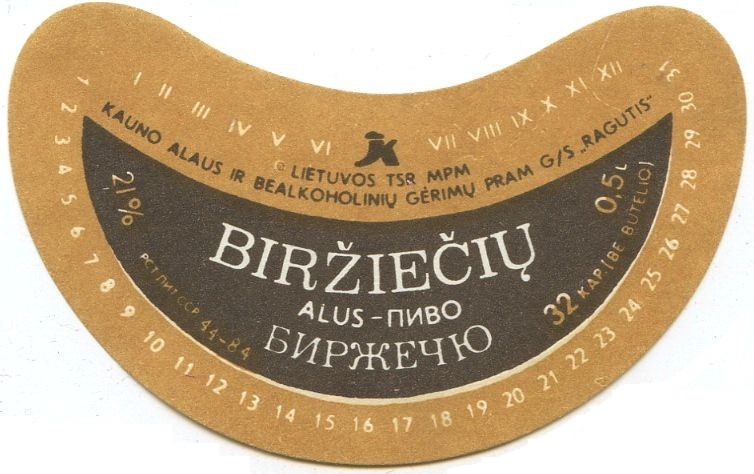 I II III IV V VI VII VIII IX X XI XII
LIETUVOS TSR MPM
KAUNO ALAUS IR BEALKOHOLINIŲ GĖRIMŲ PRAM G/S „RAGUTIS"
21%
0,5 L
BIRŽIEČIŲ
ALUS - ПИВО
БИРЖЕЧЮ
РСТ ЛИТ ССР 44-84
32 KAP. (BE BUTELIO)
1 2 3 4 5 6 7 8 9 10 11 12 13 14 15 16 17 18 19 20 21 22 23 24 25 26 27 28 29 30 31